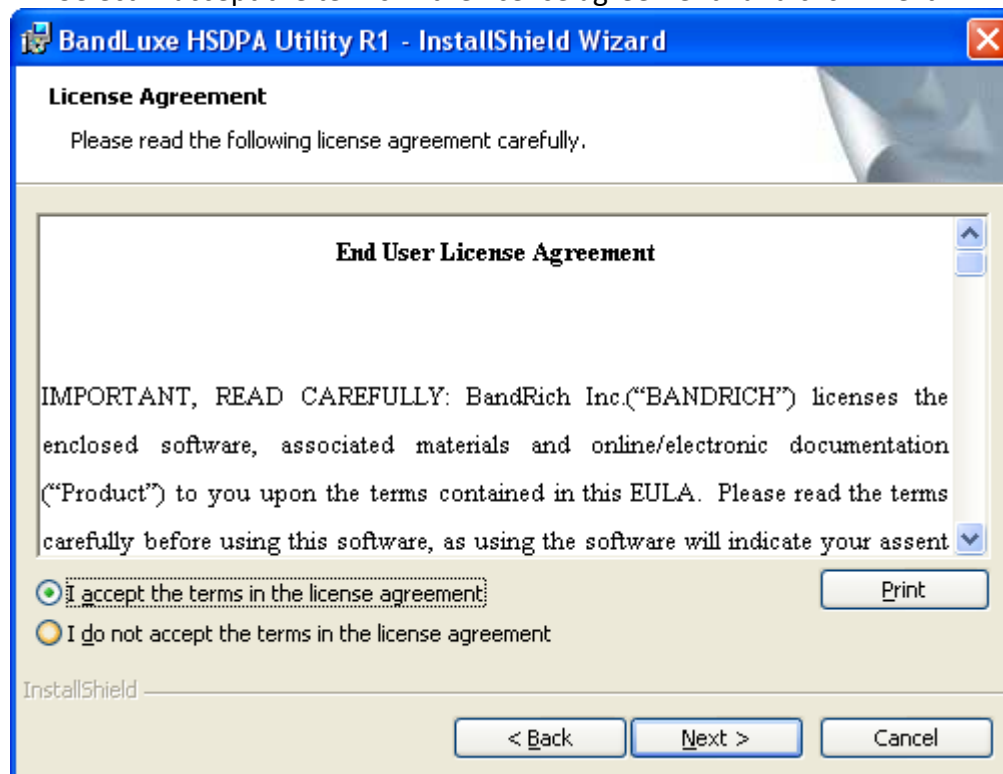 BandLuxe HSDPA Utility R1 - InstallShield Wizard
License Agreement
Please read the following license agreement carefully.
End User License Agreement
IMPORTANT, READ CAREFULLY: BandRich Inc.(“BANDRICH”) licenses the
enclosed software, associated materials and online/electronic documentation
(“Product”) to you upon the terms contained in this EULA. Please read the terms
carefully before using this software, as using the software will indicate your assent
I accept the terms in the license agreement
Print
I do not accept the terms in the license agreement
InstallShield
< Back
Next >
Cancel